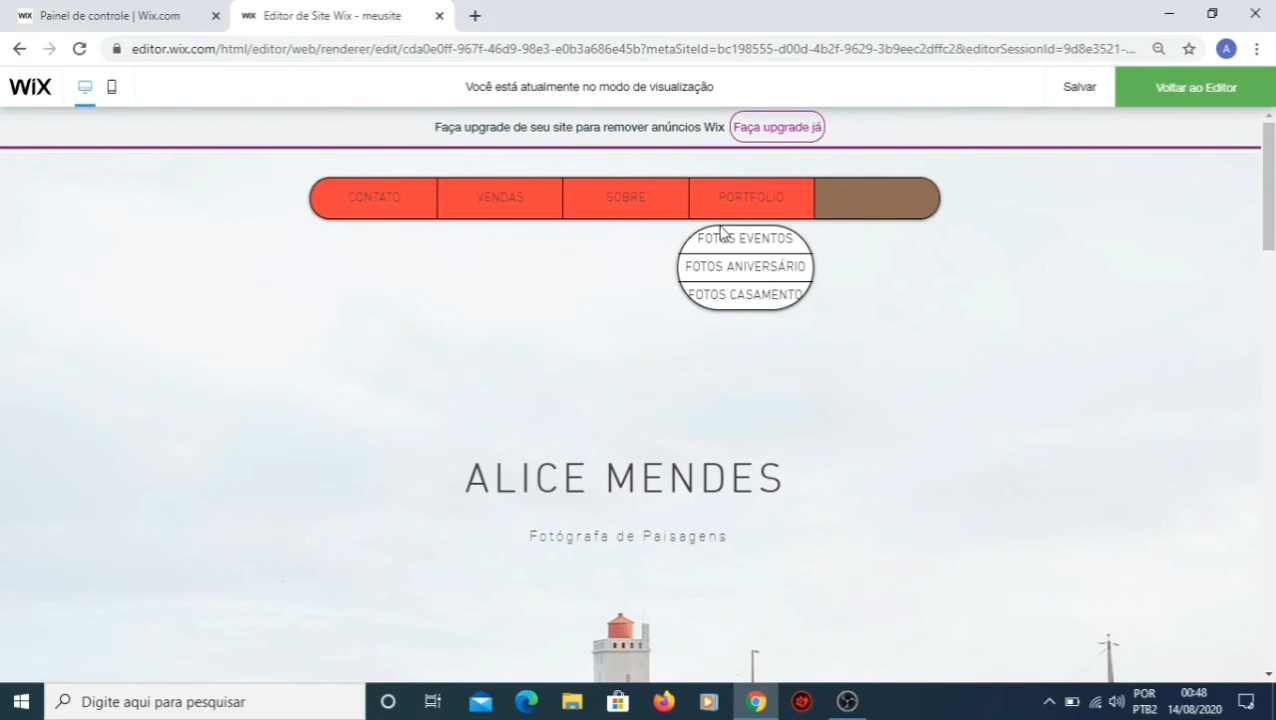 WiX Painel de controle | Wix.com
WiX Editor de Site Wix - meusite
editor.wix.com/html/editor/web/renderer/edit/cda0e0ff-967f-46d9-98e3-e0b3a686e45b?metaSiteId=bc198555-d00d-4b2f-9629-3b9eec2dffc2&editorSessionId=9d8e3521-...
A
WiX
Você está atualmente no modo de visualização
Salvar
Voltar ao Editor
Faça upgrade de seu site para remover anúncios Wix
Faça upgrade já
CONTATO
VENDAS
SOBRE
PORTFOLIO
FOTOS EVENTOS
FOTOS ANIVERSÁRIO
FOTOS CASAMENTO
ALICE MENDES
Fotógrafa de Paisagens
Digite aqui para pesquisar
POR
PTB2
00:48
14/08/2020